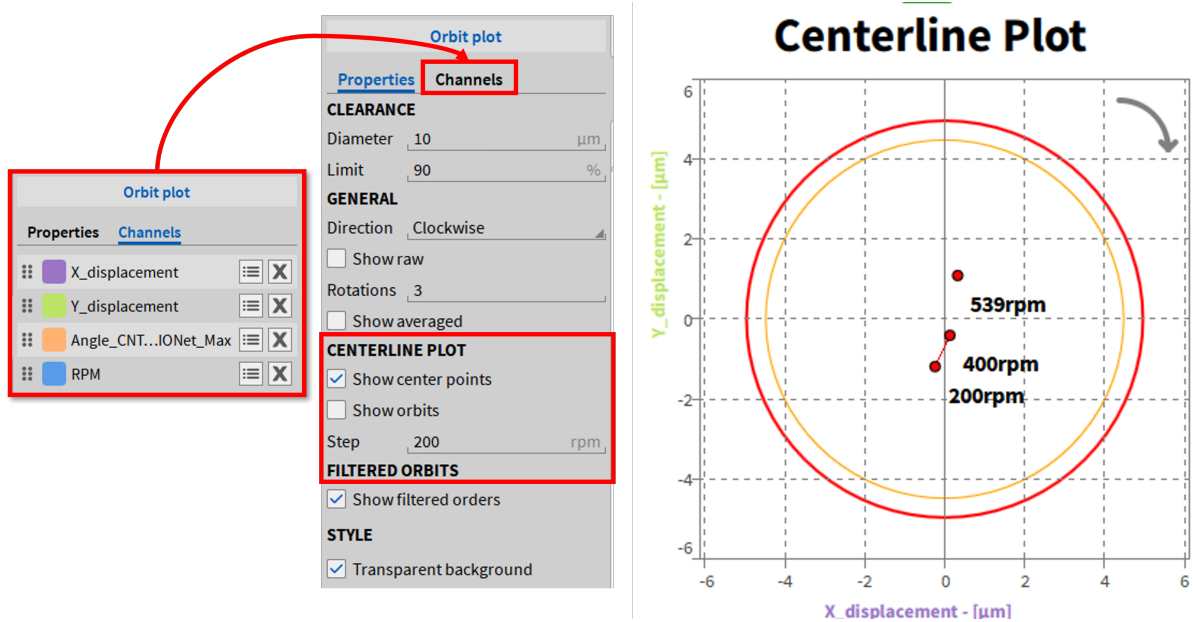 Orbit plot
Properties Channels
X_displacement
Y_displacement
Angle_CNT...IONet_Max
RPM
Orbit plot
Properties Channels
CLEARANCE
Diameter 10 µm
Limit 90 %
GENERAL
Direction Clockwise
Show raw
Rotations 3
Show averaged
CENTERLINE PLOT
Show center points
Show orbits
Step 200 rpm
FILTERED ORBITS
Show filtered orders
STYLE
Transparent background
Centerline Plot
Y_displacement - [µm]
6
4
2
0
-2
-4
-6
539rpm
400rpm
200rpm
-6 -4 -2 0 2 4 6
X_displacement - [µm]